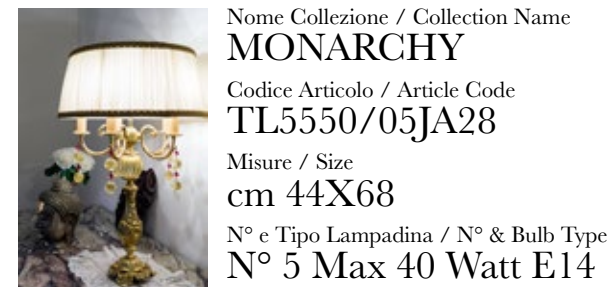 Nome Collezione / Collection Name
MONARCHY
Codice Articolo / Article Code
TL5550/05JA28
Misure / Size
cm 44X68
N° e Tipo Lampadina / N° & Bulb Type
N° 5 Max 40 Watt E14